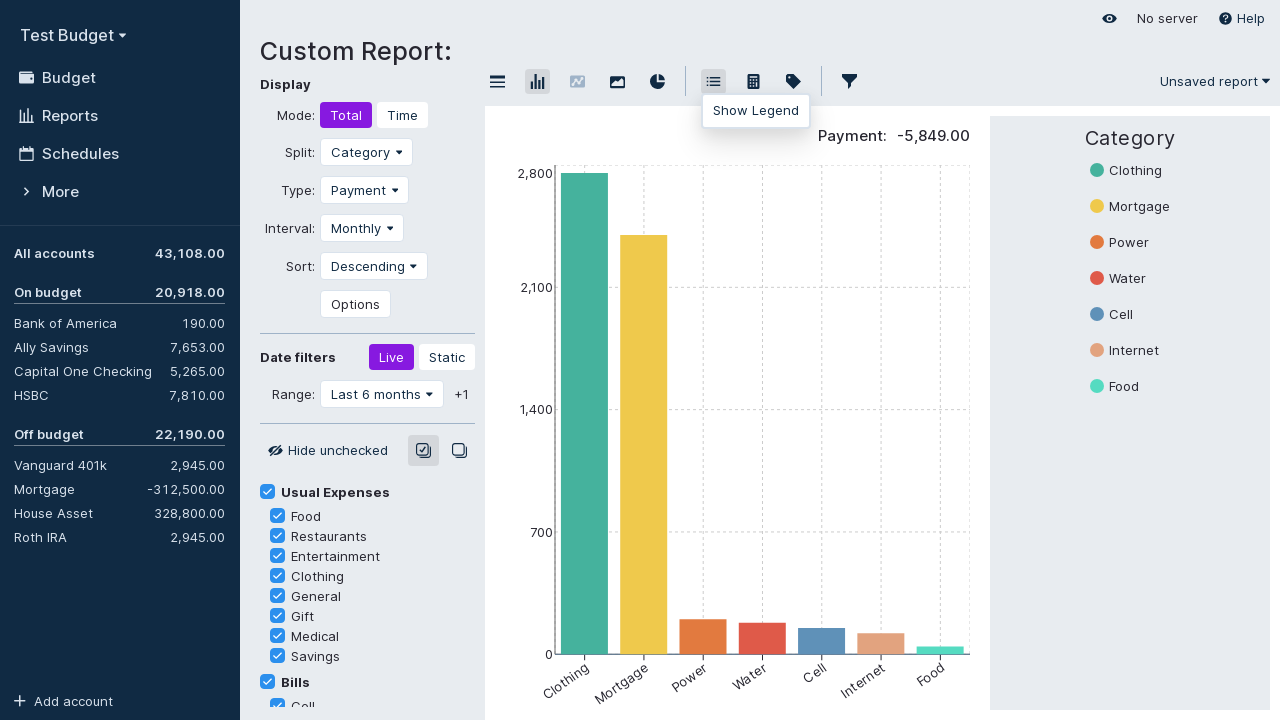 Test Budget
Budget
Reports
Schedules
More
All accounts 43,108.00
On budget 20,918.00
Bank of America 190.00
Ally Savings 7,653.00
Capital One Checking 5,265.00
HSBC 7,810.00
Off budget 22,190.00
Vanguard 401k 2,945.00
Mortgage -312,500.00
House Asset 328,800.00
Roth IRA 2,945.00
Add account
No server
Help
Custom Report:
Display
Mode: Total Time
Split: Category
Type: Payment
Interval: Monthly
Sort: Descending
Options
Date filters Live Static
Range: Last 6 months +1
Hide unchecked
Usual Expenses
Food
Restaurants
Entertainment
Clothing
General
Gift
Medical
Savings
Bills
Cell
Unsaved report
Show Legend
Payment: -5,849.00
2,800
2,100
1,400
700
0
Clothing
Mortgage
Power
Water
Cell
Internet
Food
Category
Clothing
Mortgage
Power
Water
Cell
Internet
Food